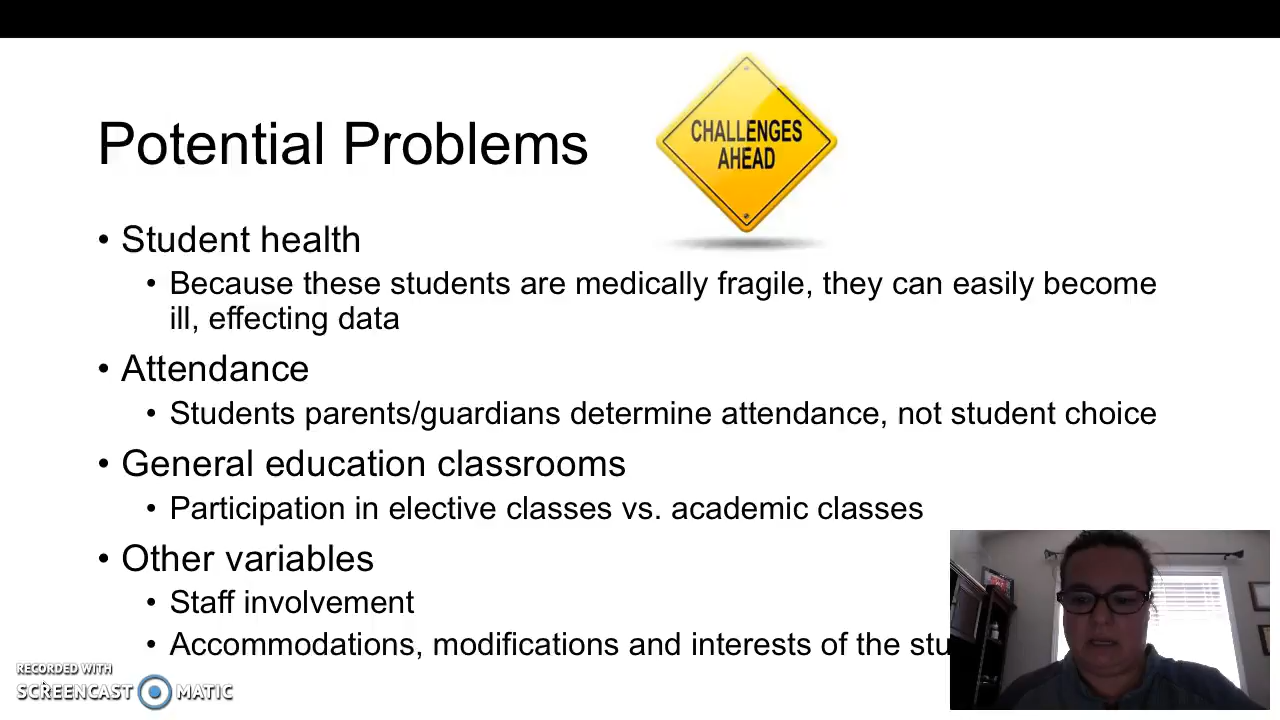 CHALLENGES
AHEAD
Potential Problems
• Student health
• Because these students are medically fragile, they can easily become
ill, effecting data
• Attendance
• Students parents/guardians determine attendance, not student choice
• General education classrooms
• Participation in elective classes vs. academic classes
• Other variables
• Staff involvement
• Accommodations, modifications and interests of the
RECORDED WITH
SCREENCAST MATIC